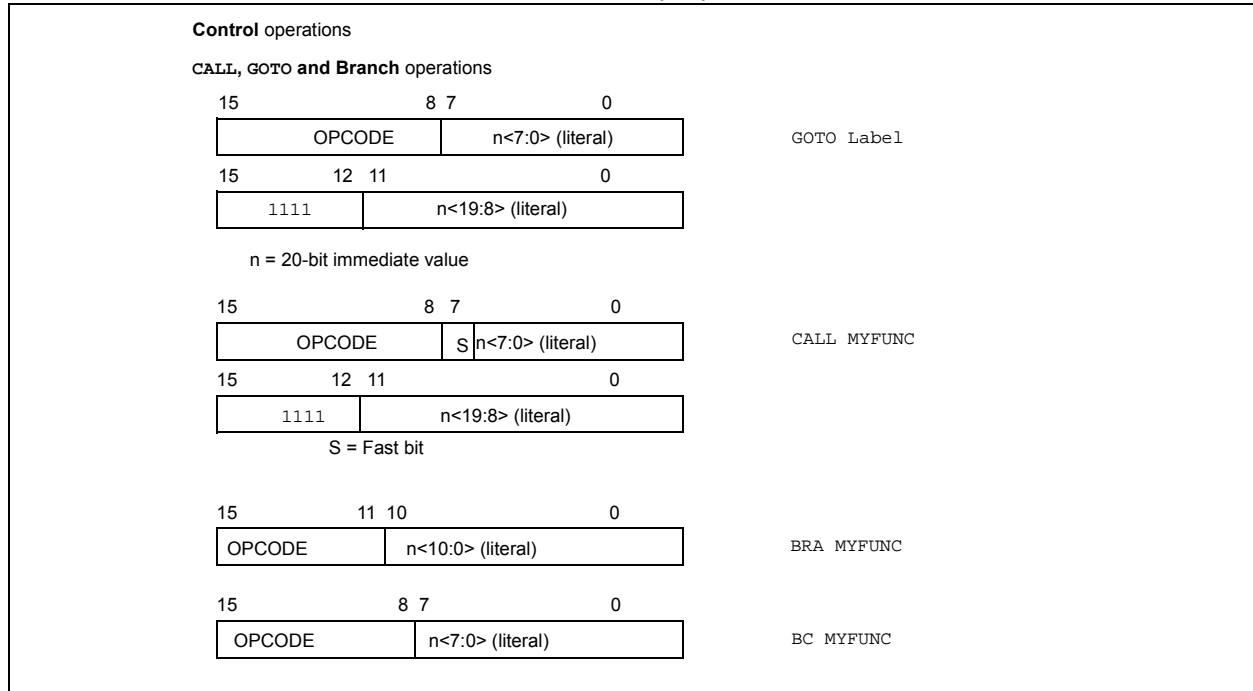 Control operations
CALL, GOTO and Branch operations
15 8 7 0
OPCODE n<7:0> (literal) GOTO Label
15 12 11 0
1111 n<19:8> (literal)
n = 20-bit immediate value
15 8 7 0
OPCODE S n<7:0> (literal) CALL MYFUNC
15 12 11 0
1111 n<19:8> (literal)
S = Fast bit
15 11 10 0
OPCODE n<10:0> (literal) BRA MYFUNC
15 8 7 0
OPCODE n<7:0> (literal) BC MYFUNC